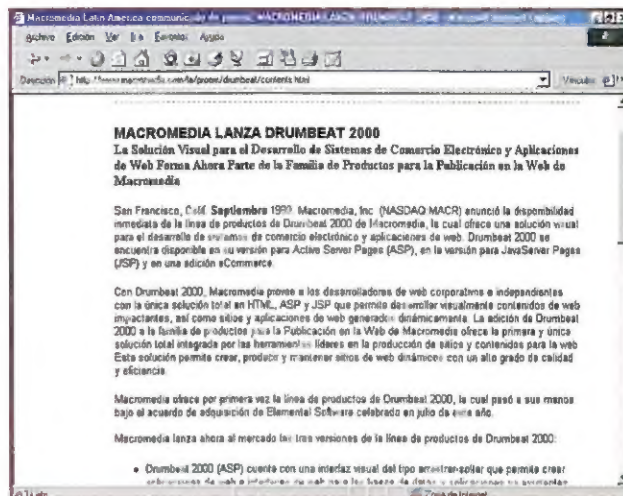 Macromedia Latin America
Archivo Edición Ver Ir a Favoritos Ayuda
Dirección
Vínculos
MACROMEDIA LANZA DRUMBEAT 2000
La Solución Visual para el Desarrollo de Sistemas de Comercio Electrónico y Aplicaciones
de Web Forma Ahora Parte de la Familia de Productos para la Publicación en la Web de
Macromedia
San Francisco, Calif. Septiembre 1999. Macromedia, Inc. (NASDAQ:MACR) anunció la disponibilidad
inmediata de la línea de productos de Drumbeat 2000 de Macromedia, la cual ofrece una solución visual
para el desarrollo de sistemas de comercio electrónico y aplicaciones de web. Drumbeat 2000 se
encuentra disponible en su versión para Active Server Pages (ASP), en la versión para JavaServer Pages
(JSP) y en una edición eCommerce.
Con Drumbeat 2000, Macromedia provee a los desarrolladores de web corporativos e independientes
con la única solución total en HTML, ASP y JSP que permite desarrollar visualmente contenidos de web
impactantes, así como sitios y aplicaciones de web generados dinámicamente. La adición de Drumbeat
2000 a la familia de productos para la Publicación en la Web de Macromedia ofrece la primera y única
solución total integrada por las herramientas líderes en la producción de sitios y contenidos para la web.
Esta solución permite crear, producir y mantener sitios de web dinámicos con un alto grado de calidad
y eficiencia.
Macromedia ofrece por primera vez la línea de productos de Drumbeat 2000, la cual pasó a sus manos
bajo el acuerdo de adquisición de Elemental Software celebrado en julio de este año.
Macromedia lanza ahora al mercado las tres versiones de la línea de productos de Drumbeat 2000:
• Drumbeat 2000 (ASP) cuenta con una interfaz visual del tipo arrastrar-soltar que permite crear
Zona de Internet